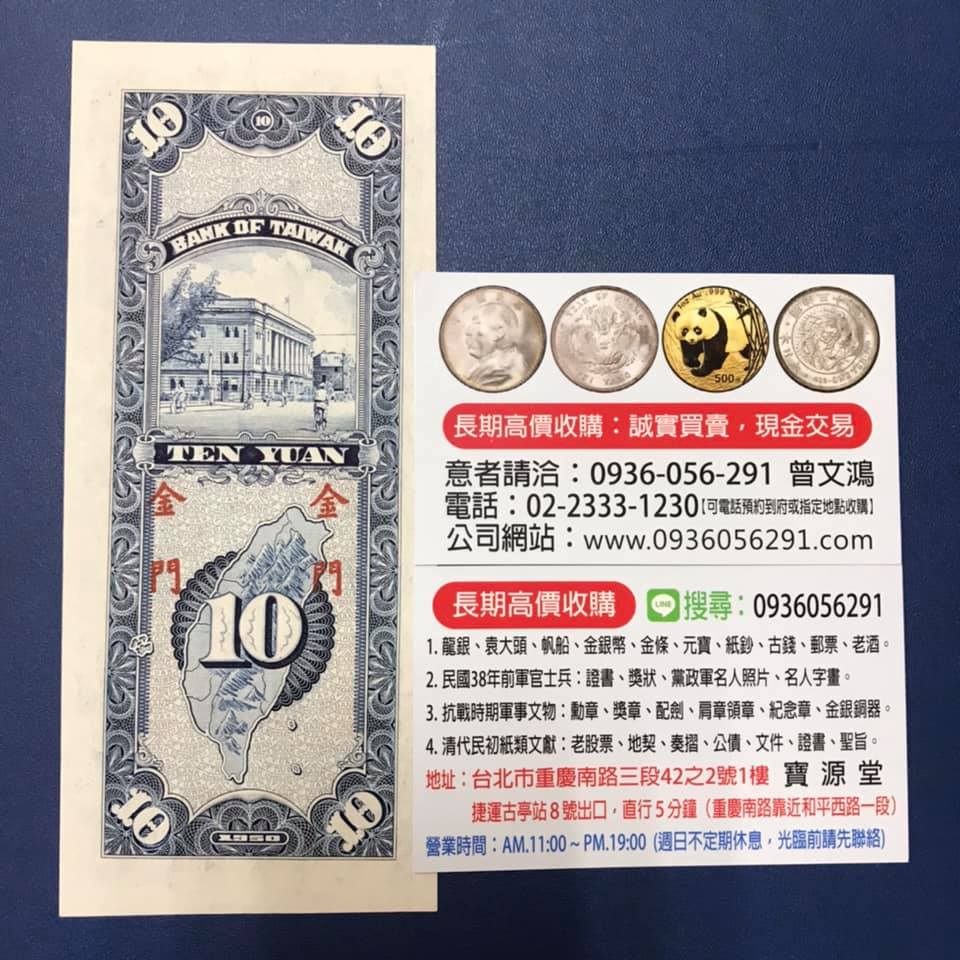 10
10
10
BANK OF TAIWAN
TEN YUAN
金門
金門
10
10
10
1950
1oz Au .999
500元
長期高價收購：誠實買賣，現金交易
意者請洽：0936-056-291 曾文鴻
電話：02-2333-1230【可電話預約到府或指定地點收購】
公司網站：www.0936056291.com
長期高價收購 LINE 搜尋：0936056291
1. 龍銀、袁大頭、帆船、金銀幣、金條、元寶、紙鈔、古錢、郵票、老酒。
2. 民國38年前軍官士兵：證書、獎狀、黨政軍名人照片、名人字畫。
3. 抗戰時期軍事文物：勳章、獎章、配劍、肩章領章、紀念章、金銀銅器。
4. 清代民初紙類文獻：老股票、地契、奏摺、公債、文件、證書、聖旨。
地址：台北市重慶南路三段42之2號1樓 寶源堂
捷運古亭站8號出口，直行5分鐘（重慶南路靠近和平西路一段）
營業時間：AM.11:00～PM.19:00 (週日不定期休息，光臨前請先聯絡)